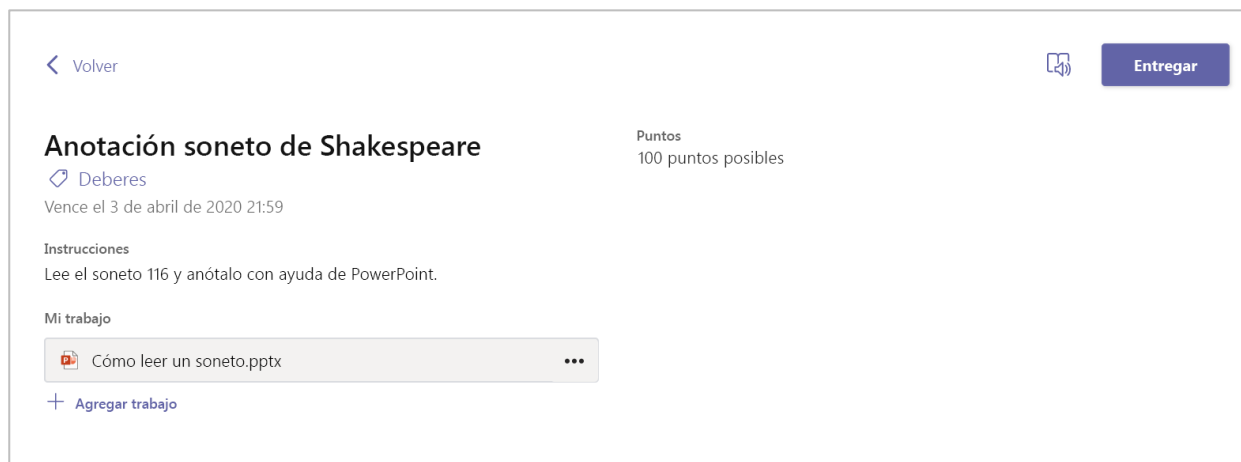 Volver
Entregar
Anotación soneto de Shakespeare
Deberes
Vence el 3 de abril de 2020 21:59
Puntos
100 puntos posibles
Instrucciones
Lee el soneto 116 y anótalo con ayuda de PowerPoint.
Mi trabajo
Cómo leer un soneto.pptx
Agregar trabajo